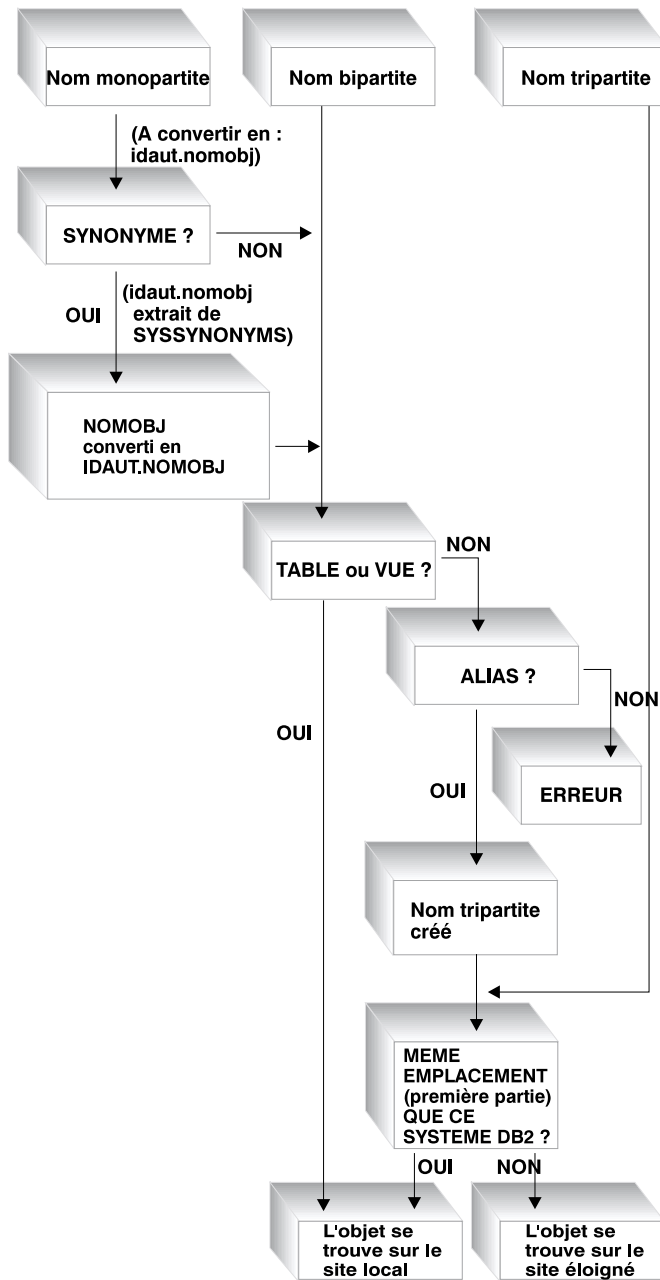 Nom monopartite
Nom bipartite
Nom tripartite
(A convertir en :
idaut.nomobj)
SYNONYME ?
NON
OUI
(idaut.nomobj
extrait de
SYSSYNONYMS)
NOMOBJ
converti en
IDAUT.NOMOBJ
TABLE ou VUE ?
NON
ALIAS ?
NON
OUI
ERREUR
OUI
Nom tripartite
créé
MEME
EMPLACEMENT
(première partie)
QUE CE
SYSTEME DB2 ?
OUI
NON
L'objet se
trouve sur le
site local
L'objet se
trouve sur le
site éloigné